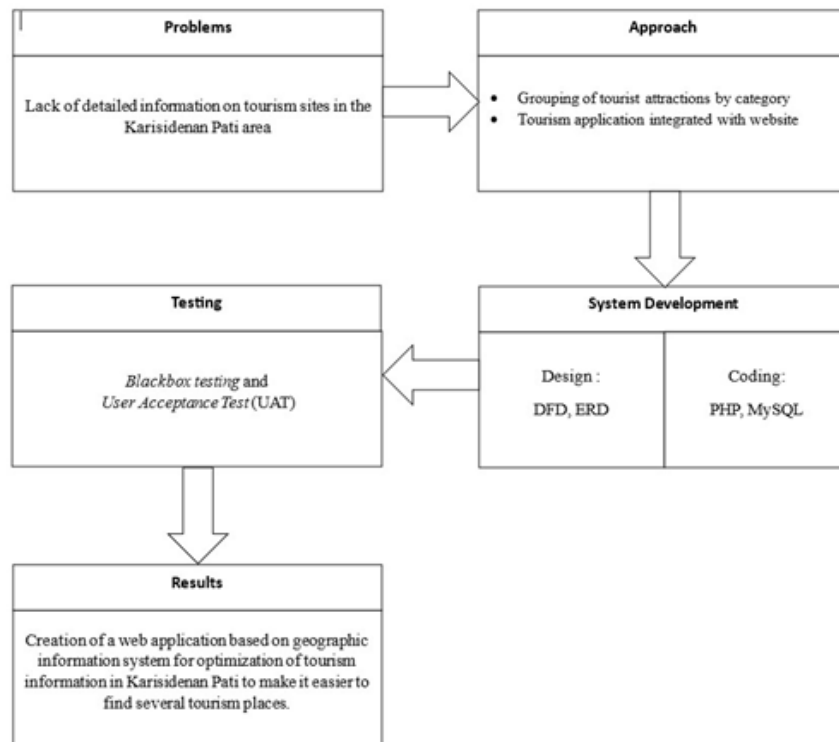 Problems
Lack of detailed information on tourism sites in the
Karisidenan Pati area
Approach
• Grouping of tourist attractions by category
• Tourism application integrated with website
System Development
Design :
DFD, ERD
Coding:
PHP, MySQL
Testing
Blackbox testing and
User Acceptance Test (UAT)
Results
Creation of a web application based on geographic
information system for optimization of tourism
information in Karisidenan Pati to make it easier to
find several tourism places.